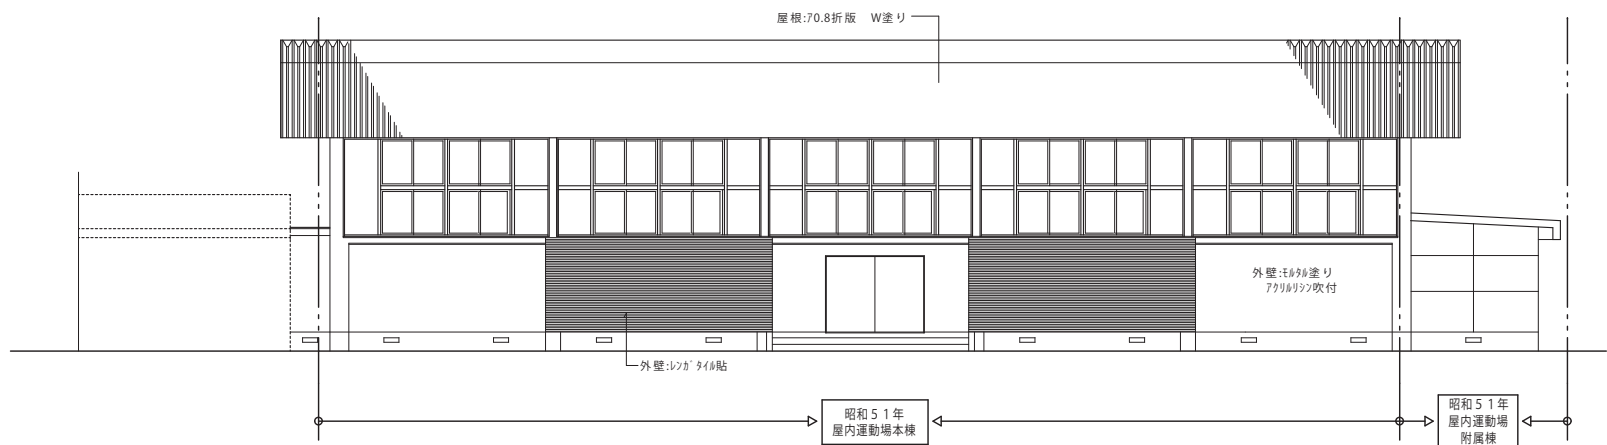 屋根:ｱ0.8折版　W塗り
外壁:ﾓﾙﾀﾙ塗り
ｱｸﾘﾙﾘｼﾝ吹付
外壁:ﾚﾝｶﾞﾀｲﾙ貼
昭和５１年
屋内運動場本棟
昭和５１年
屋内運動場
附属棟